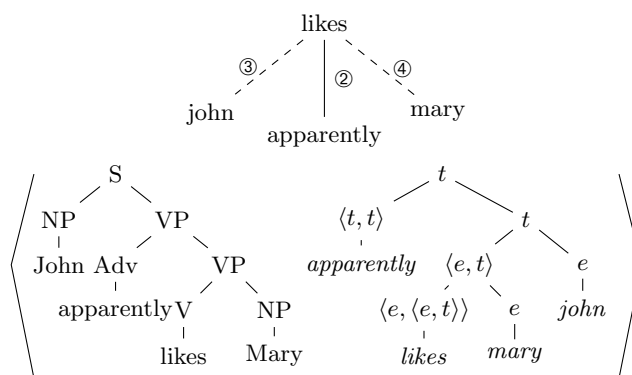 likes
③ ② ④
john apparently mary
S t
NP VP ⟨t, t⟩ t
John Adv VP apparently ⟨e, t⟩ e
apparently V NP ⟨e, ⟨e, t⟩⟩ e john
likes Mary likes mary